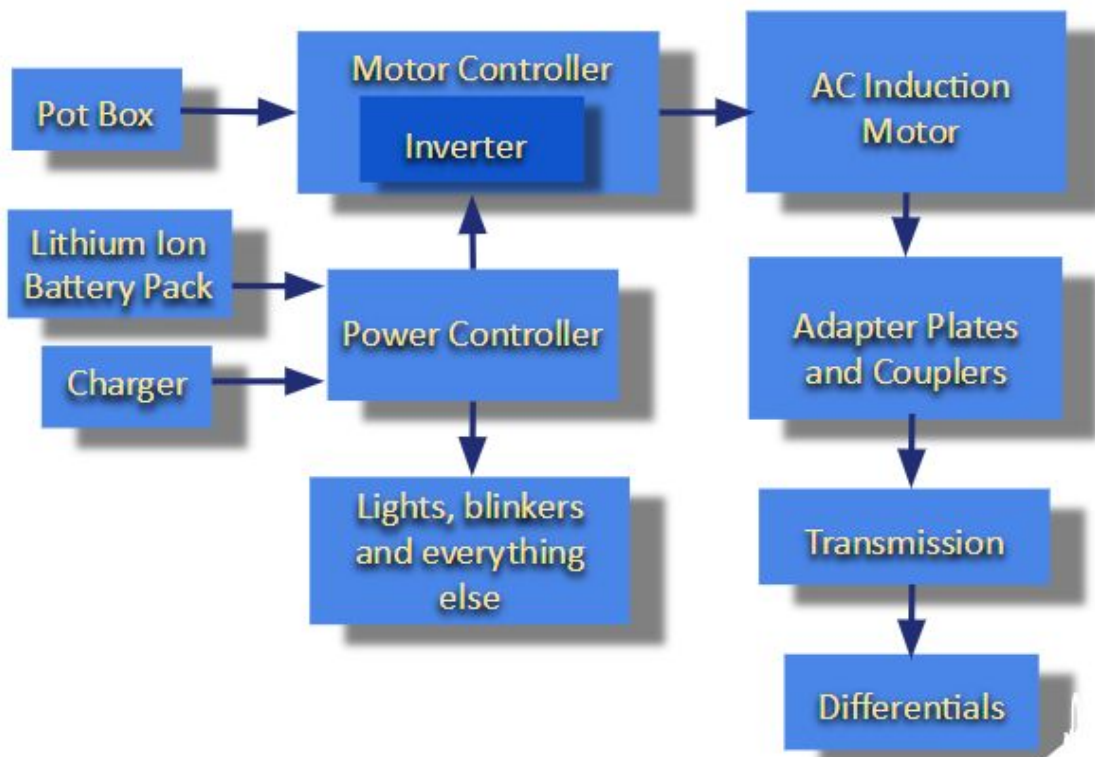 Motor Controller
Inverter
Pot Box
AC Induction
Motor
Lithium Ion
Battery Pack
Power Controller
Charger
Adapter Plates
and Couplers
Lights, blinkers
and everything
else
Transmission
Differentials